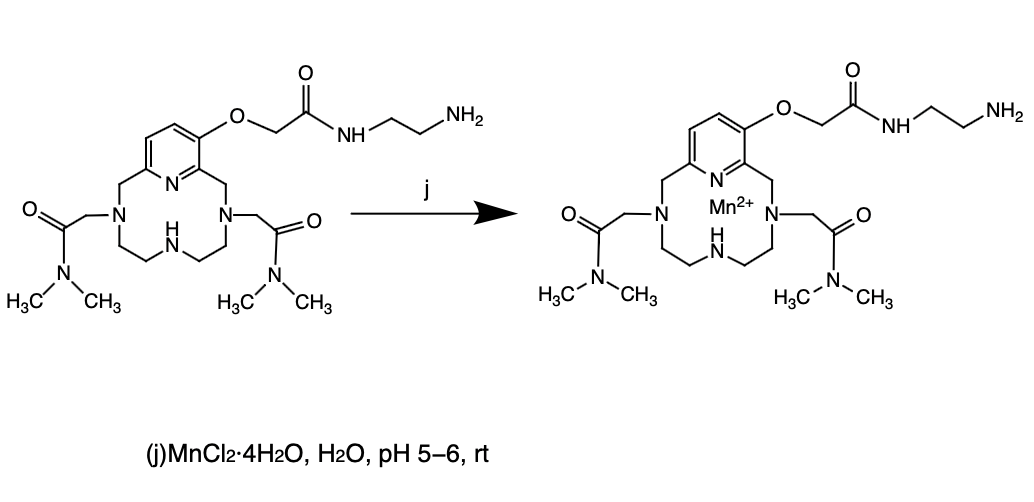 O
O
NH
NH₂
N
N
H
N
N
O
N
H₃C
CH₃
O
N
H₃C
CH₃
j
O
O
NH
NH₂
N
Mn²⁺
N
H
N
N
O
N
H₃C
CH₃
O
N
H₃C
CH₃
(j)MnCl₂·4H₂O, H₂O, pH 5–6, rt